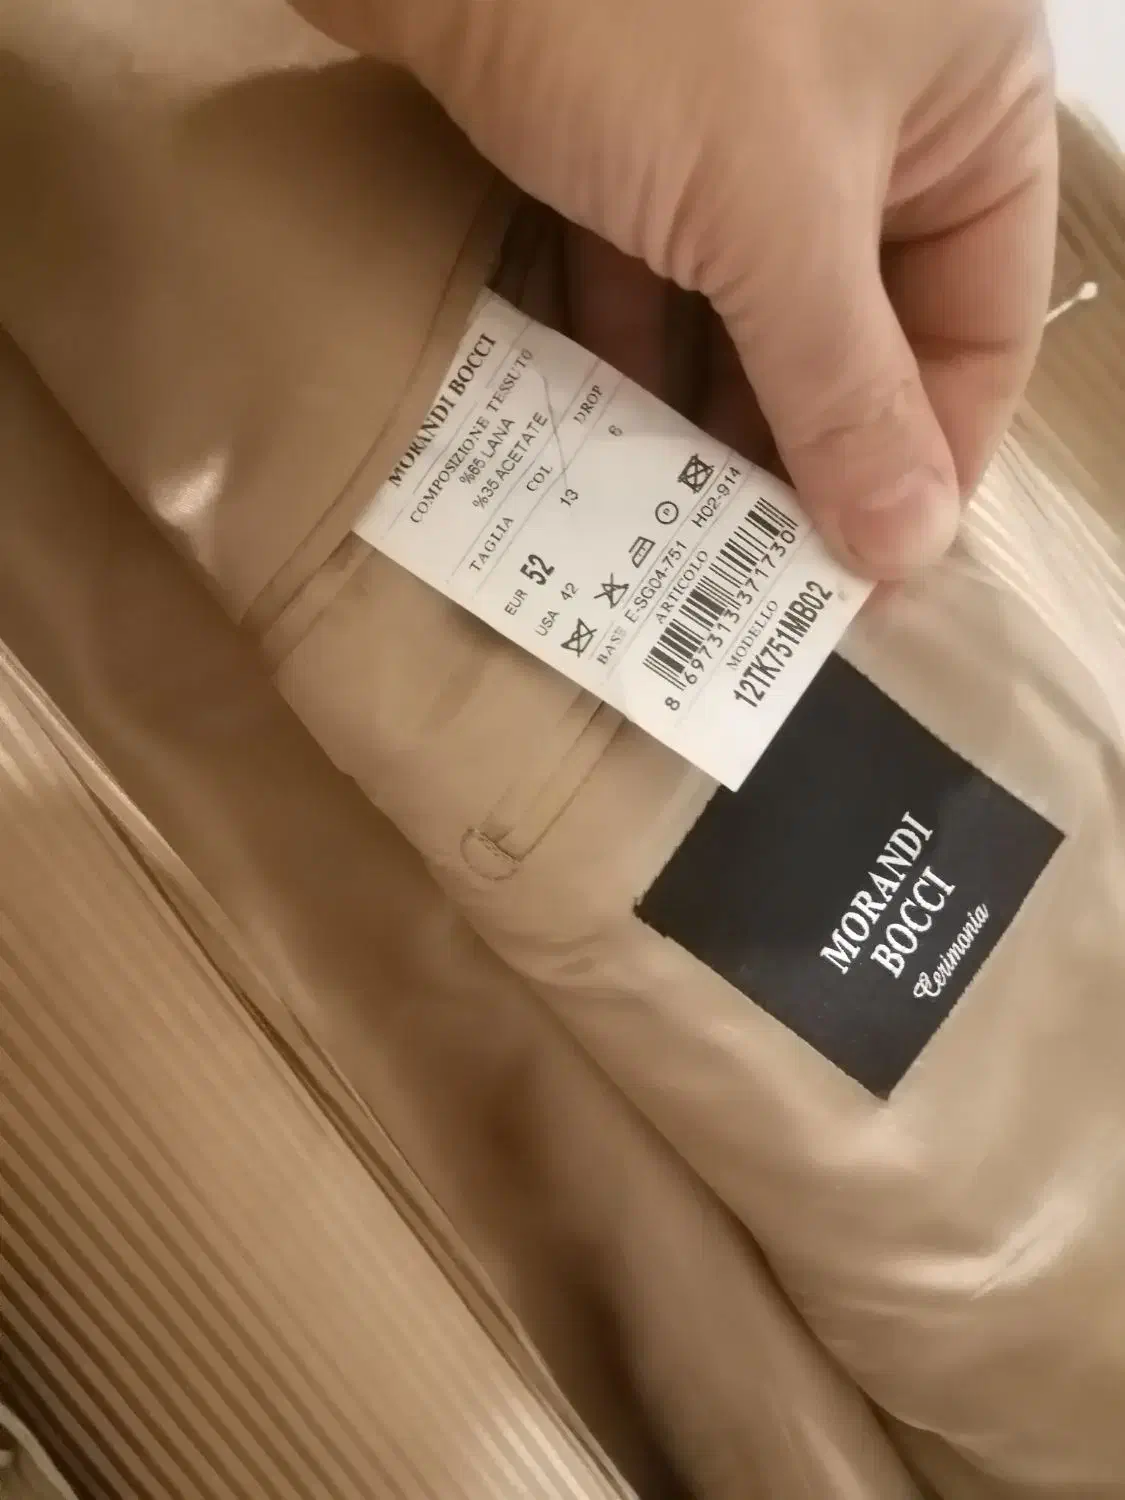 MORANDI BOCCI
COMPOSIZIONE TESSUTO
%65 LANA
%35 ACETATE
TAGLIA COL DROP
EUR 52 13 6
USA 42
P
BASE E-SG04-751 H02-914
ARTICOLO
8 697313 371730
MODELLO
12TK751MB02
MORANDI
BOCCI
Cerimonia